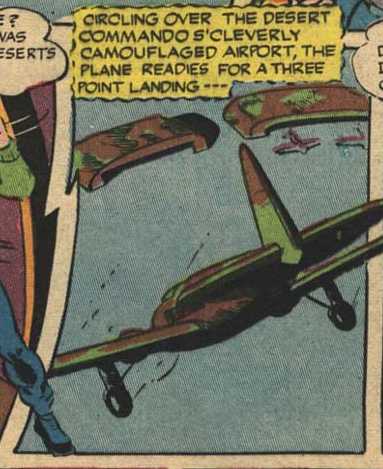 E?
WAS
ESERTS
CIRCLING OVER THE DESERT
COMMANDO S'CLEVERLY
CAMOUFLAGED AIRPORT, THE
PLANE READIES FOR A THREE
POINT LANDING ---